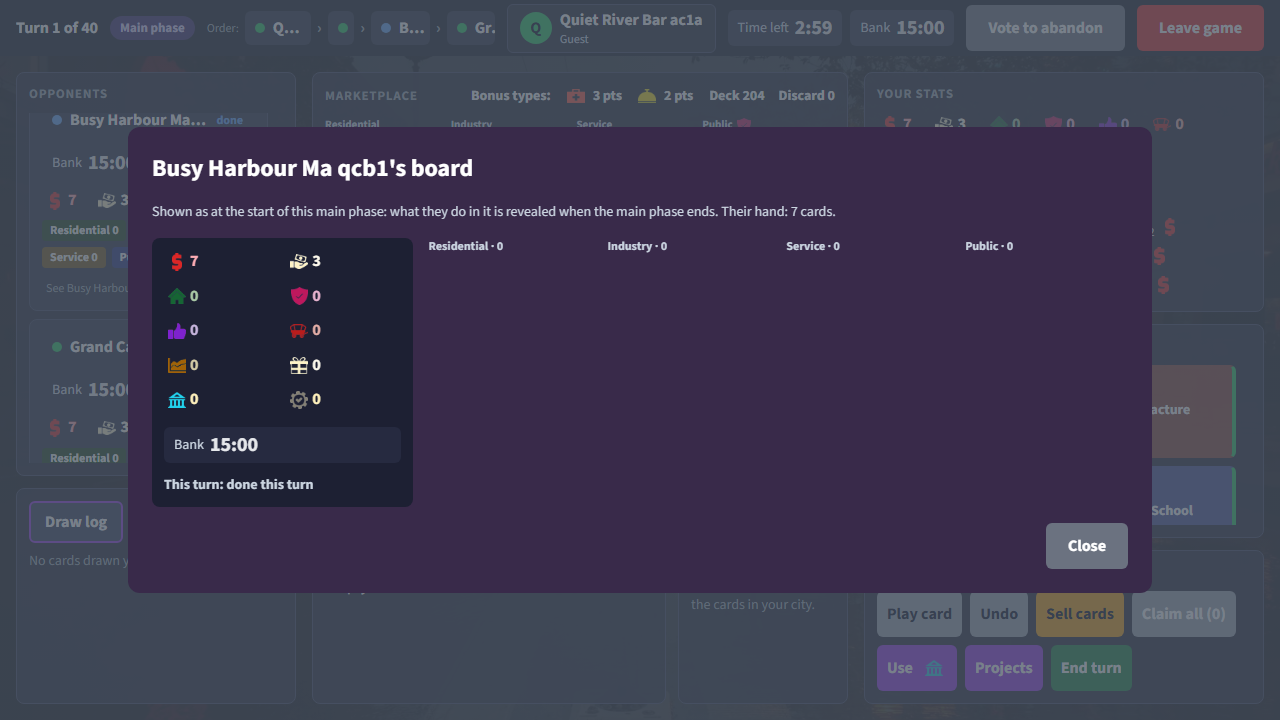 Turn 1 of 40 Main phase Order: Q... › › B... › Gr. Q Quiet River Bar ac1a Guest Time left 2:59 Bank 15:00 Vote to abandon Leave game
OPPONENTS
Busy Harbour Ma... done
Bank 15:00
7 3
Residential 0
Service 0
See Busy Harbou
Grand Ca
Bank 15:00
7 3
Residential 0
MARKETPLACE Bonus types: 3 pts 2 pts Deck 204 Discard 0
Residential Industry Service Public
YOUR STATS
7 3 0 0 0 0
Busy Harbour Ma qcb1's board
Shown as at the start of this main phase: what they do in it is revealed when the main phase ends. Their hand: 7 cards.
7 3
0 0
0 0
0 0
0 0
Bank 15:00
This turn: done this turn
Residential · 0 Industry · 0 Service · 0 Public · 0
Close
acture
School
Draw log
No cards drawn y
the cards in your city.
Play card Undo Sell cards Claim all (0)
Use Projects End turn